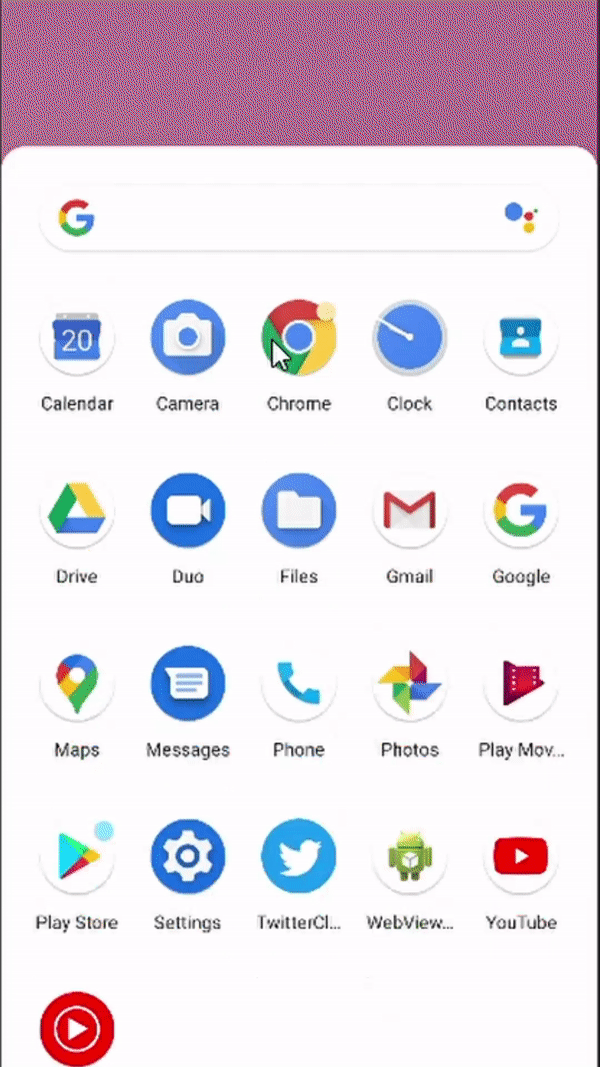 20
Calendar Camera Chrome Clock Contacts
Drive Duo Files Gmail Google
Maps Messages Phone Photos Play Mov...
Play Store Settings TwitterCl... WebView... YouTube